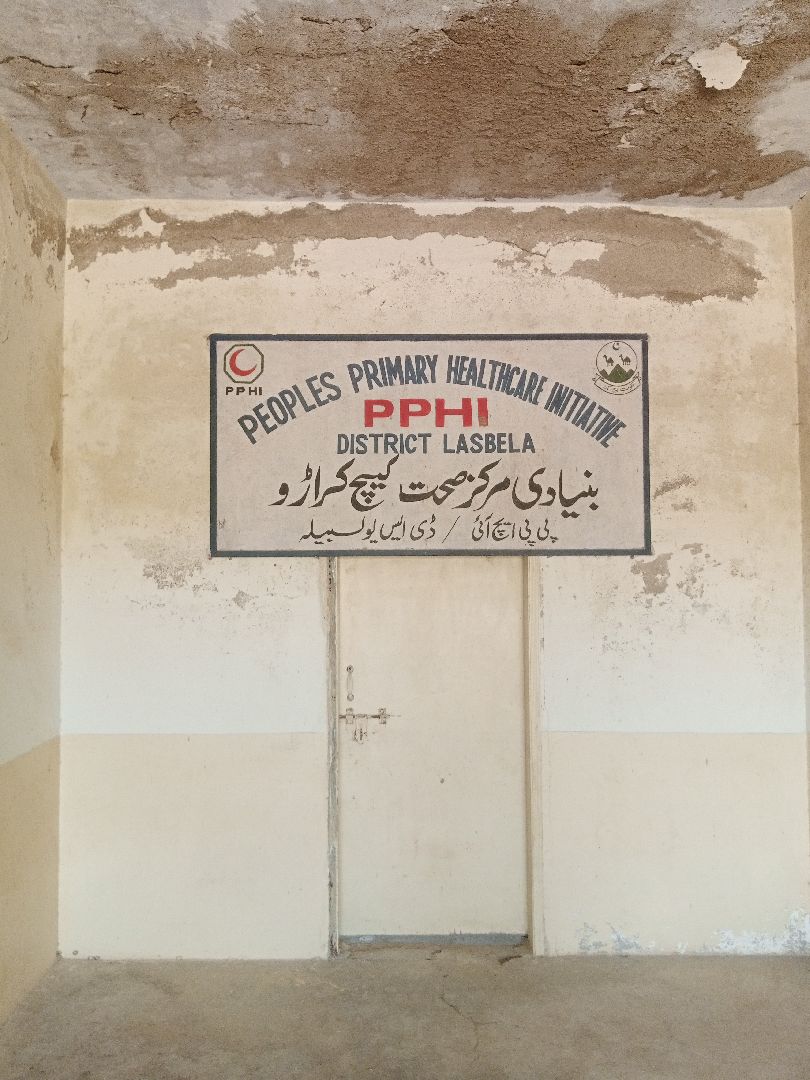 PPHI
PEOPLES PRIMARY HEALTHCARE INITIATIVE
PPHI
DISTRICT LASBELA
بنیادی مرکز صحت کیچ کراڑو
پی پی ایچ آئی / ڈی ایس یو لسبیلہ